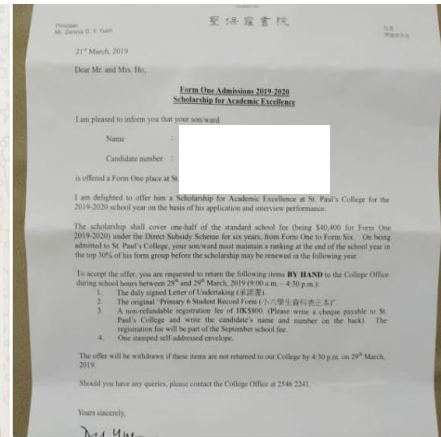 聖保羅書院
Principal
Mr. Dennis D. Y. Yuen
校長
21st March, 2019
Dear Mr. and Mrs. Ho,
Form One Admissions 2019-2020
Scholarship for Academic Excellence
I am pleased to inform you that your son/ward
Name :
Candidate number :
is offered a Form One place at St.
I am delighted to offer him a Scholarship for Academic Excellence at St. Paul's College for the
2019-2020 school year on the basis of his application and interview performance.
The scholarship shall cover one-half of the standard school fee (being $40,400 for Form One
2019-2020) under the Direct Subsidy Scheme for six years, from Form One to Form Six. On being
admitted to St. Paul's College, your son/ward must maintain a ranking at the end of the school year in
the top 30% of his form group before the scholarship may be renewed in the following year.
To accept the offer, you are requested to return the following items BY HAND to the College Office
during school hours between 28th and 29th March, 2019 (9:00 a.m. – 4:30 p.m.):
1. The duly signed Letter of Undertaking (承諾書)
2. The original "Primary 6 Student Record Form (小六學生資料表正本)".
3. A non-refundable registration fee of HK$800. (Please write a cheque payable to St.
Paul's College and write the candidate's name and number on the back) The
registration fee will be part of the September school fee.
4. One stamped self-addressed envelope.
The offer will be withdrawn if these items are not returned to our College by 4:30 p.m. on 29th March,
2019.
Should you have any queries, please contact the College Office at 2546 2241.
Yours sincerely,